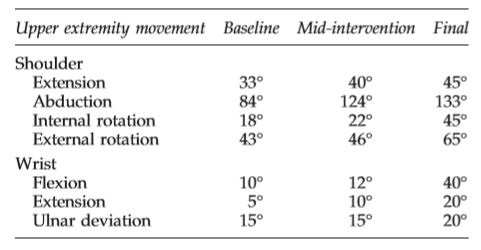 Upper extremity movement Baseline Mid-intervention Final
Shoulder
Extension 33° 40° 45°
Abduction 84° 124° 133°
Internal rotation 18° 22° 45°
External rotation 43° 46° 65°
Wrist
Flexion 10° 12° 40°
Extension 5° 10° 20°
Ulnar deviation 15° 15° 20°